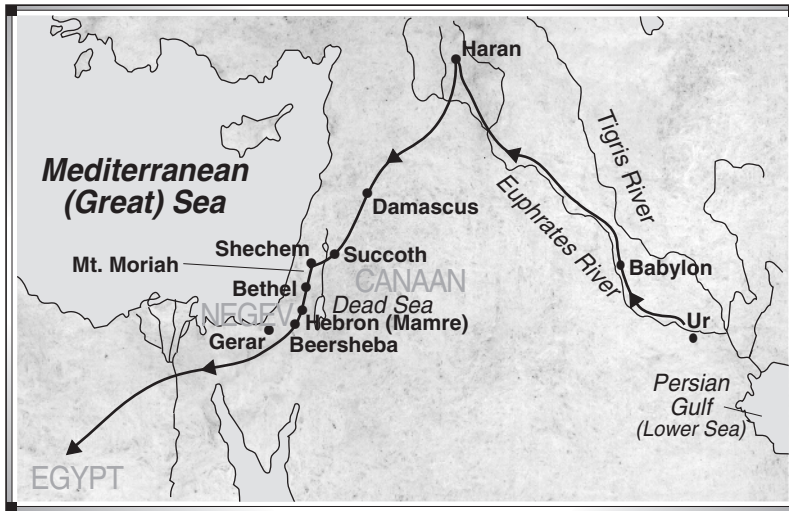 Haran
Tigris River
Mediterranean
(Great) Sea
Euphrates River
Damascus
Shechem
Succoth
Mt. Moriah
Babylon
CANAAN
Bethel
Dead Sea
NEGEV
Hebron (Mamre)
Ur
Gerar
Beersheba
Persian
Gulf
(Lower Sea)
EGYPT